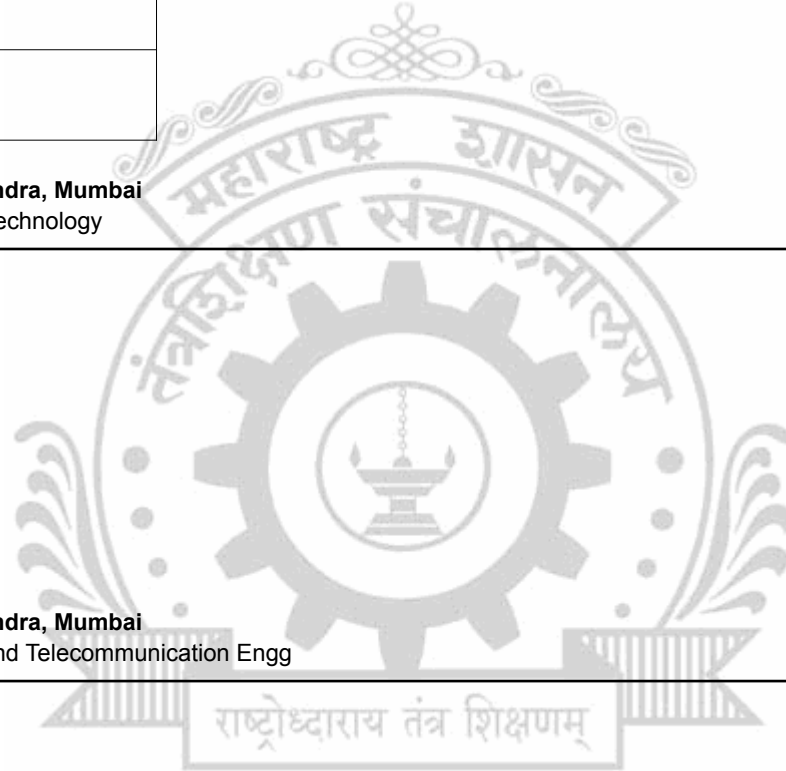 महाराष्ट्र शासन
ndra, Mumbai
echnology
तंत्रशिक्षण संचालनालय
ndra, Mumbai
nd Telecommunication Engg
राष्ट्रोध्दाराय तंत्र शिक्षणम्